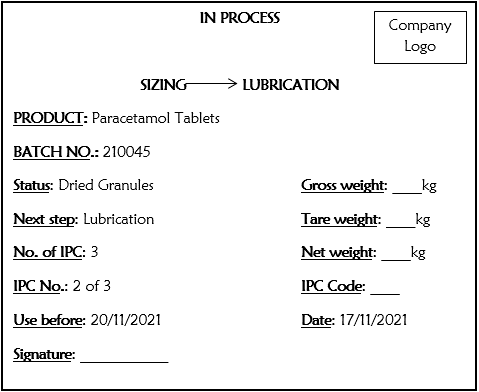 IN PROCESS
Company
Logo
SIZING → LUBRICATION
PRODUCT: Paracetamol Tablets
BATCH NO.: 210045
Status: Dried Granules Gross weight: ____kg
Next step: Lubrication Tare weight: ____kg
No. of IPC: 3 Net weight: ____kg
IPC No.: 2 of 3 IPC Code: ____
Use before: 20/11/2021 Date: 17/11/2021
Signature: ____________